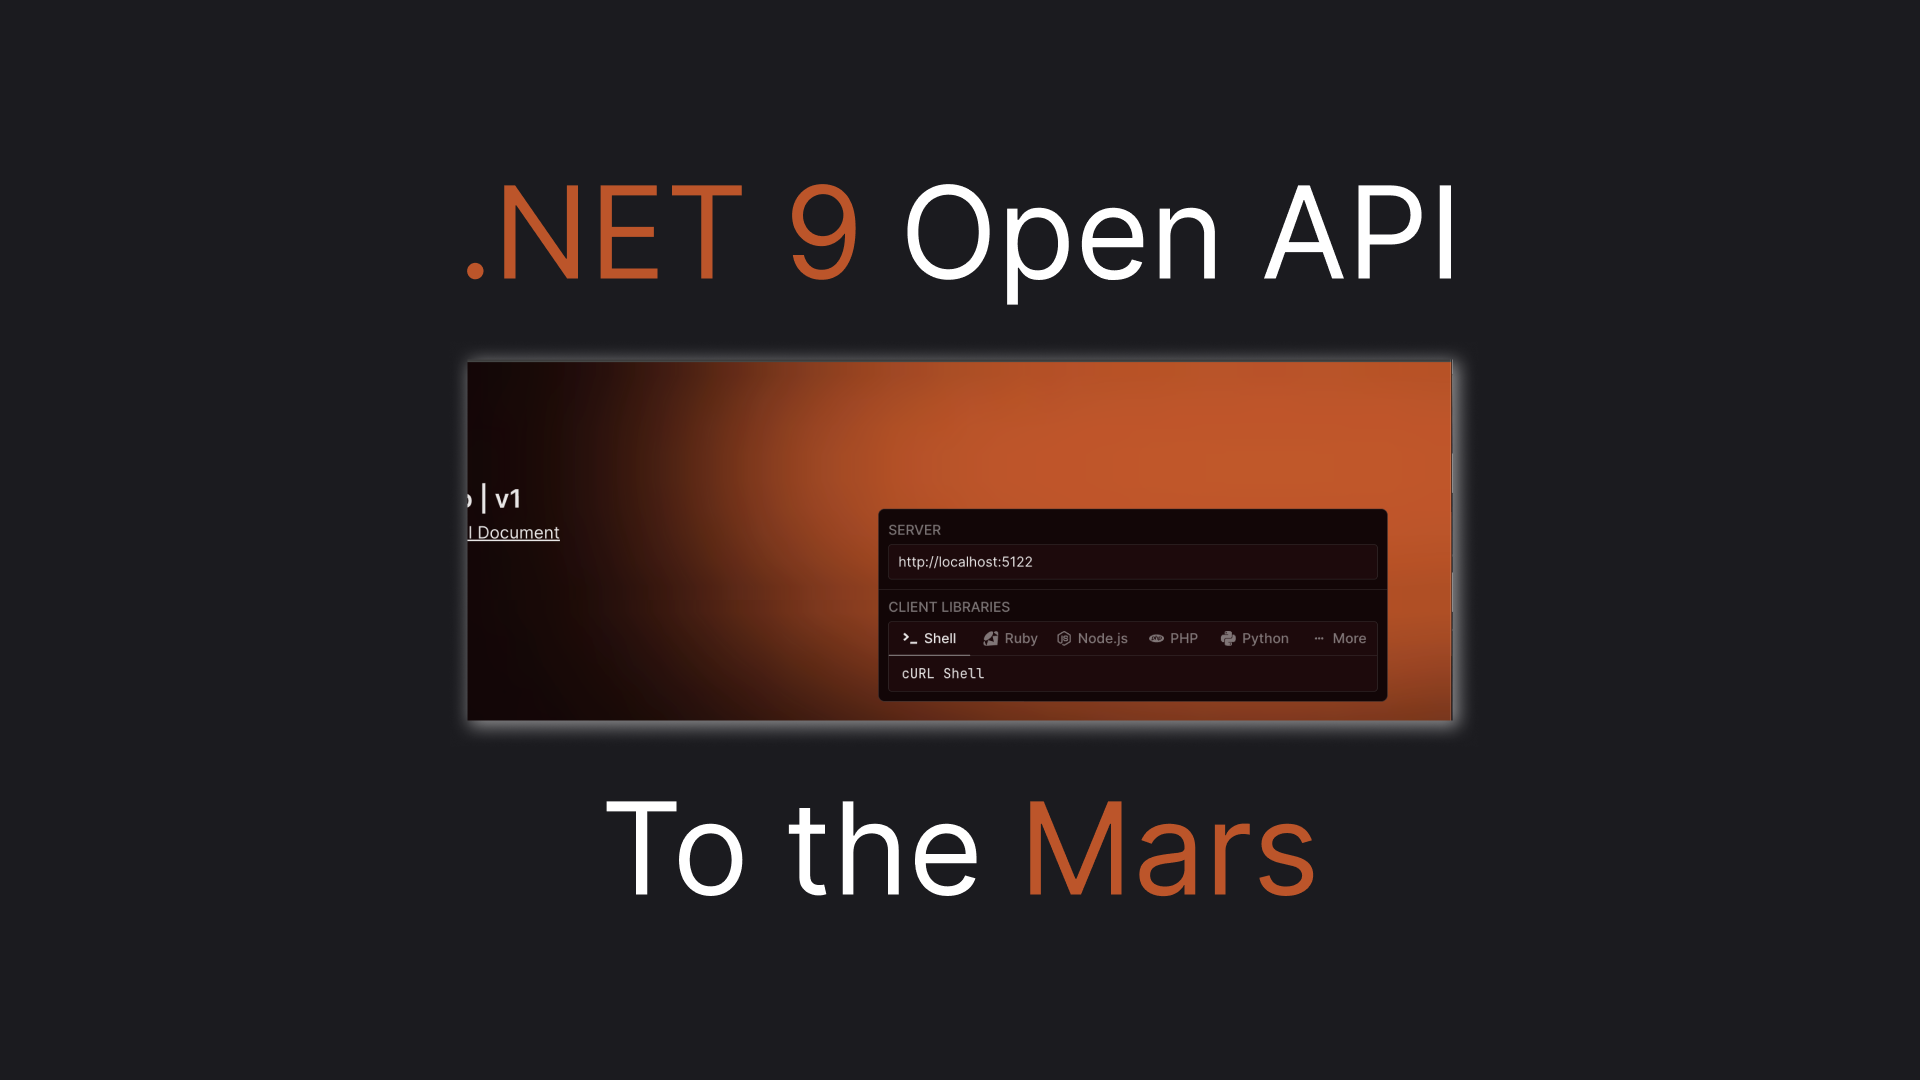 .NET 9 Open API
| v1
Document
SERVER
http://localhost:5122
CLIENT LIBRARIES
Shell Ruby Node.js PHP Python ··· More
cURL Shell
To the Mars